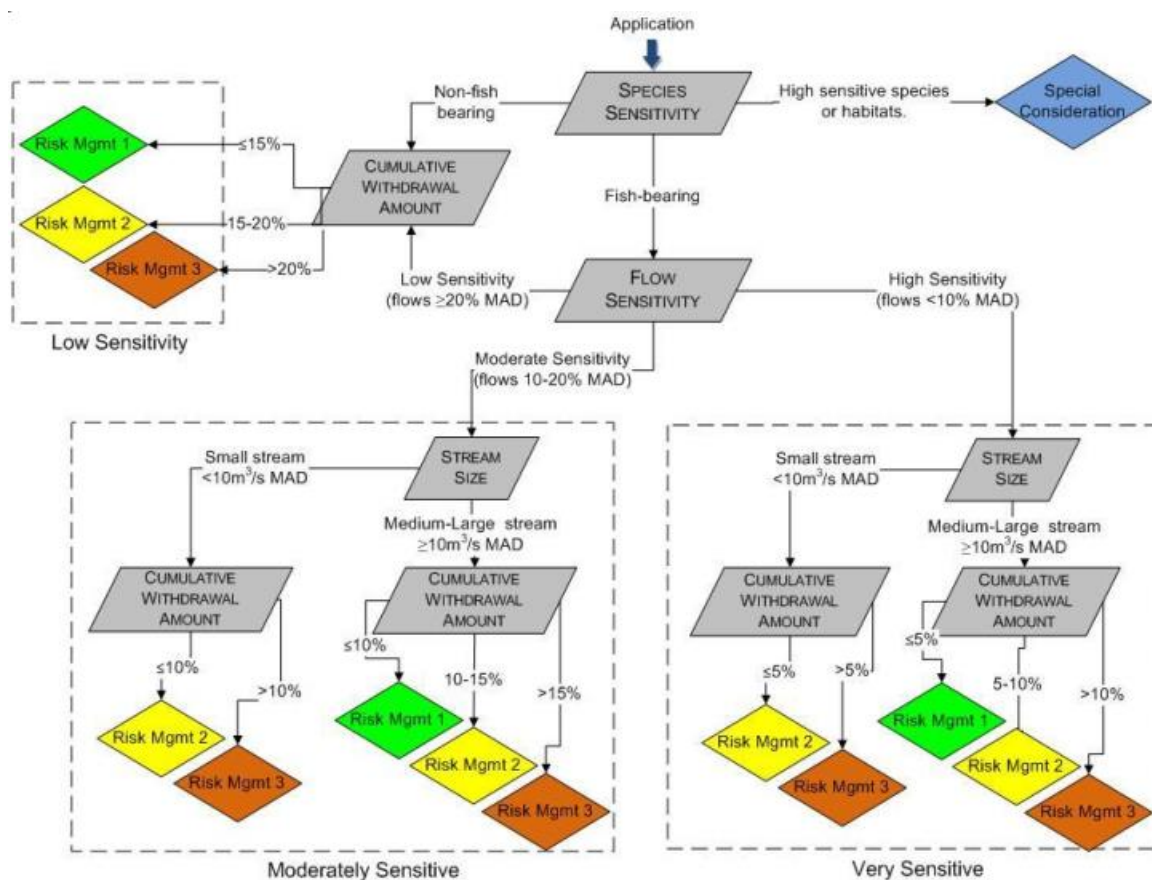 Application
SPECIES
SENSITIVITY
Non-fish
bearing
High sensitive species
or habitats.
Special
Consideration
Risk Mgmt 1
≤15%
CUMULATIVE
WITHDRAWAL
AMOUNT
Fish-bearing
Risk Mgmt 2
15-20%
Risk Mgmt 3
>20%
Low Sensitivity
(flows ≥20% MAD)
FLOW
SENSITIVITY
High Sensitivity
(flows <10% MAD)
Low Sensitivity
Moderate Sensitivity
(flows 10-20% MAD)
Small stream
<10m³/s MAD
STREAM
SIZE
Medium-Large stream
≥10m³/s MAD
CUMULATIVE
WITHDRAWAL
AMOUNT
CUMULATIVE
WITHDRAWAL
AMOUNT
≤10%
>10%
≤10%
10-15%
>15%
Risk Mgmt 2
Risk Mgmt 3
Risk Mgmt 1
Risk Mgmt 2
Risk Mgmt 3
Moderately Sensitive
Small stream
<10m³/s MAD
STREAM
SIZE
Medium-Large stream
≥10m³/s MAD
CUMULATIVE
WITHDRAWAL
AMOUNT
CUMULATIVE
WITHDRAWAL
AMOUNT
≤5%
>5%
≤5%
5-10%
>10%
Risk Mgmt 2
Risk Mgmt 3
Risk Mgmt 1
Risk Mgmt 2
Risk Mgmt 3
Very Sensitive